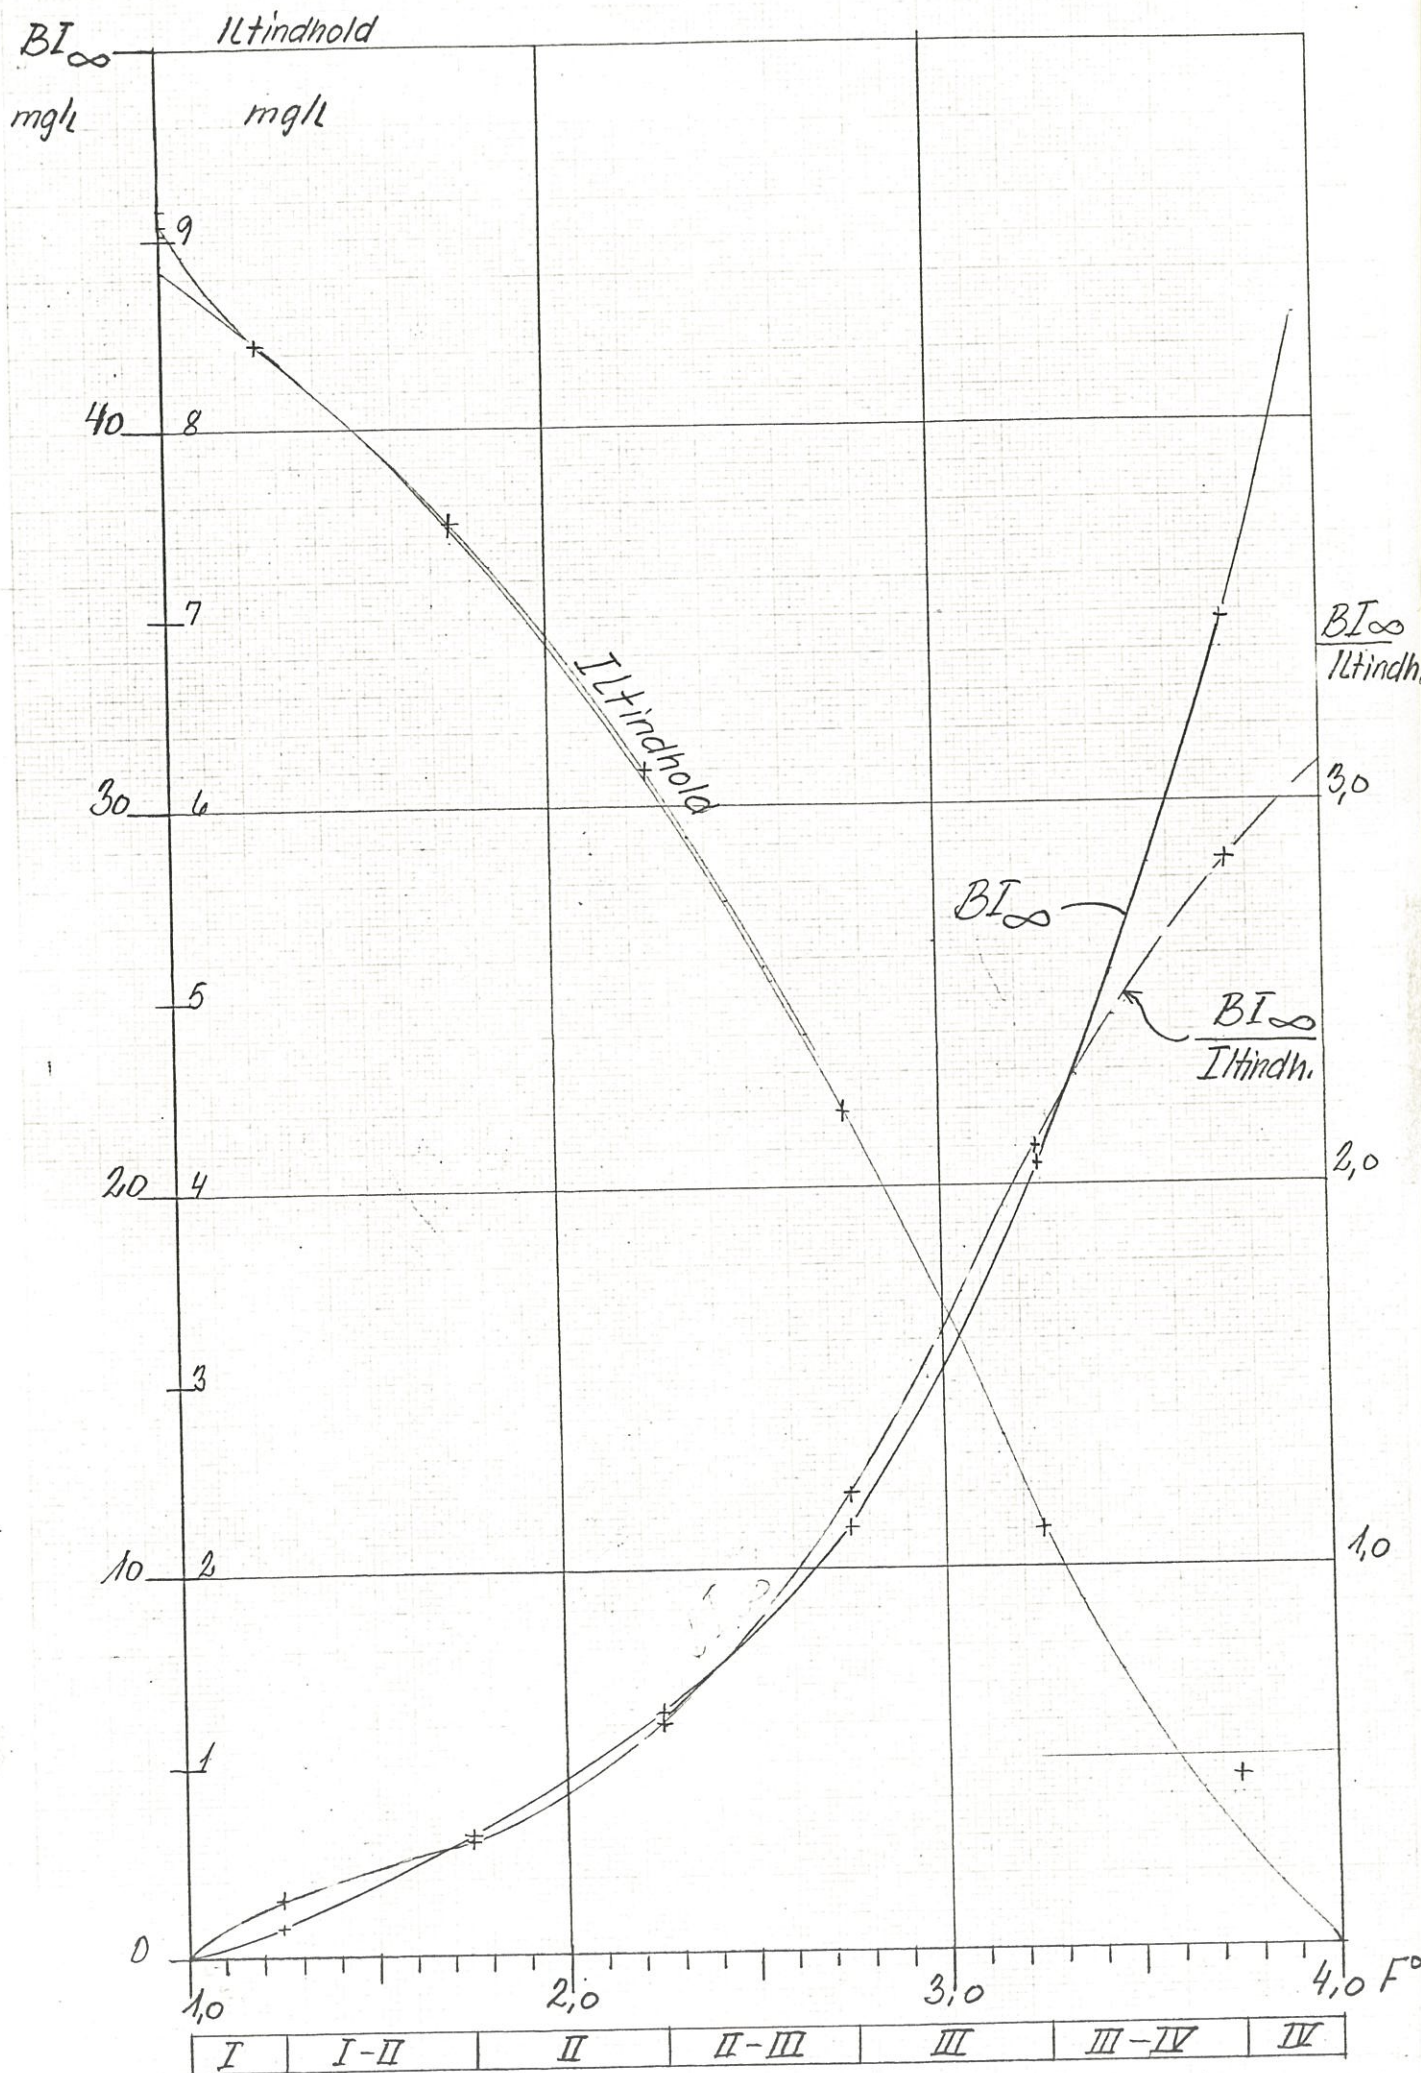 BI∞ Iltindhold
mg/l mg/l
9
40 8
7
BI∞
Iltindh.
Iltindhold
30 6
3,0
BI∞
5
BI∞
Iltindh.
20 4
2,0
3
10 2
1,0
1
0
1,0 2,0 3,0 4,0 F°
I I-II II II-III III III-IV IV